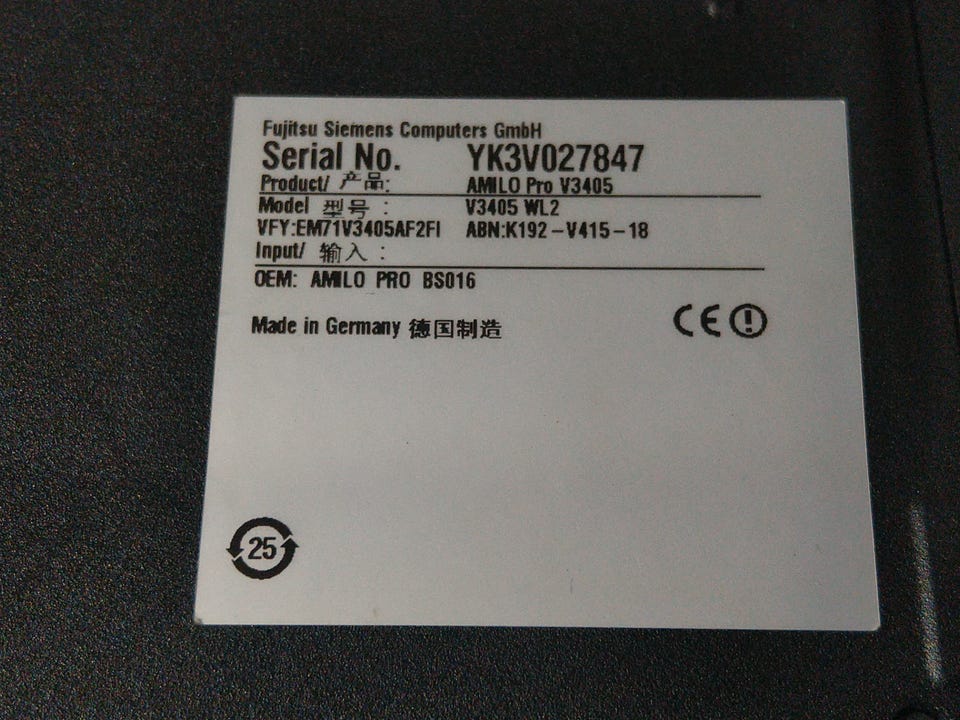 Fujitsu Siemens Computers GmbH
Serial No. YK3V027847
Product/ 产品: AMILO Pro V3405
Model 型号: V3405 WL2
VFY:EM71V3405AF2FI ABN:K192-V415-18
Input/ 输入:
OEM: AMILO PRO BS016
Made in Germany 德国制造 CE
25